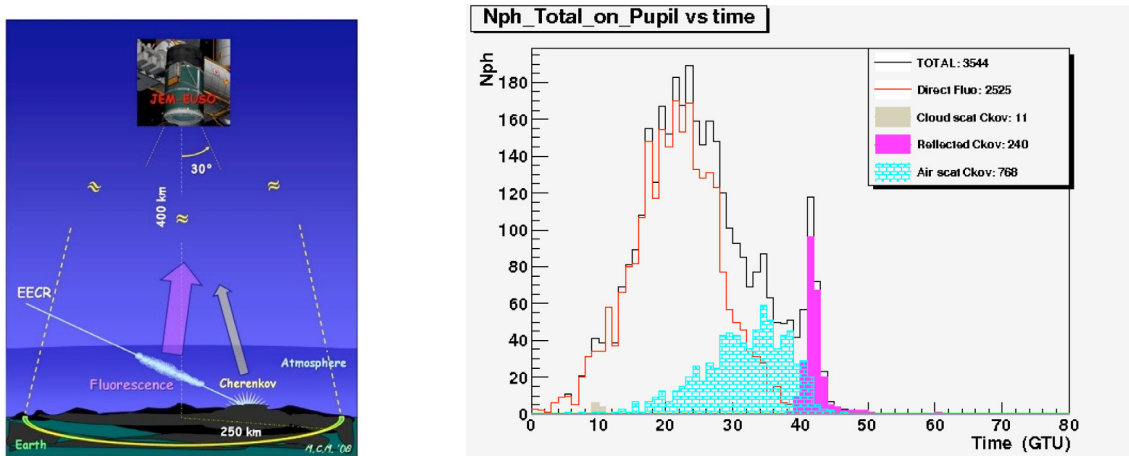 JEM-EUSO
30°
400 km
≈
≈
≈
EECR
Fluorescence
Cherenkov
Atmosphere
250 km
Earth
M.C.M. '08
Nph_Total_on_Pupil vs time
Nph
180
160
140
120
100
80
60
40
20
0
0 10 20 30 40 50 60 70 80
Time (GTU)
TOTAL: 3544
Direct Fluo: 2525
Cloud scat Ckov: 11
Reflected Ckov: 240
Air scat Ckov: 768